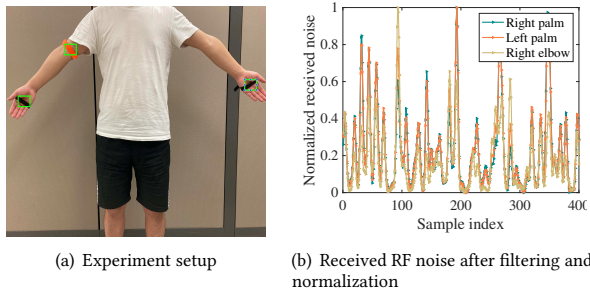 Normalized received noise
1
0.8
0.6
0.4
0.2
0
0 100 200 300 400
Sample index
Right palm
Left palm
Right elbow
(a) Experiment setup
(b) Received RF noise after filtering and
normalization